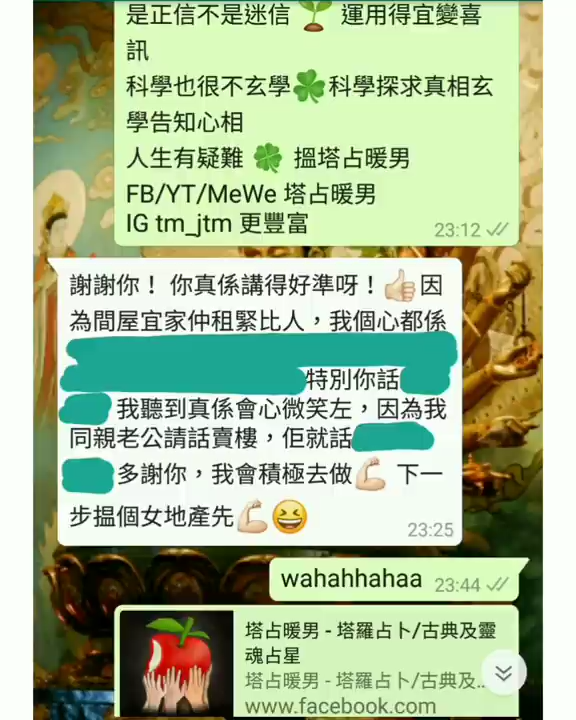 是正信不是迷信🌱 運用得宜變喜
訊
科學也很不玄學🍀科學探求真相玄
學告知心相
人生有疑難 🍀 搵塔占暖男
FB/YT/MeWe 塔占暖男
IG tm_jtm 更豐富
23:12
謝謝你！ 你真係講得好準呀！👍🏻因
為間屋宜家仲租緊比人，我個心都係
特別你話
我聽到真係會心微笑左，因為我
同親老公請話賣樓，佢就話
多謝你，我會積極去做💪🏻 下一
步揾個女地產先💪🏻😆
23:25
wahahhahaa 23:44
塔占暖男 - 塔羅占卜/古典及靈
魂占星
塔占暖男 - 塔羅占卜/古典及...
www.facebook.com